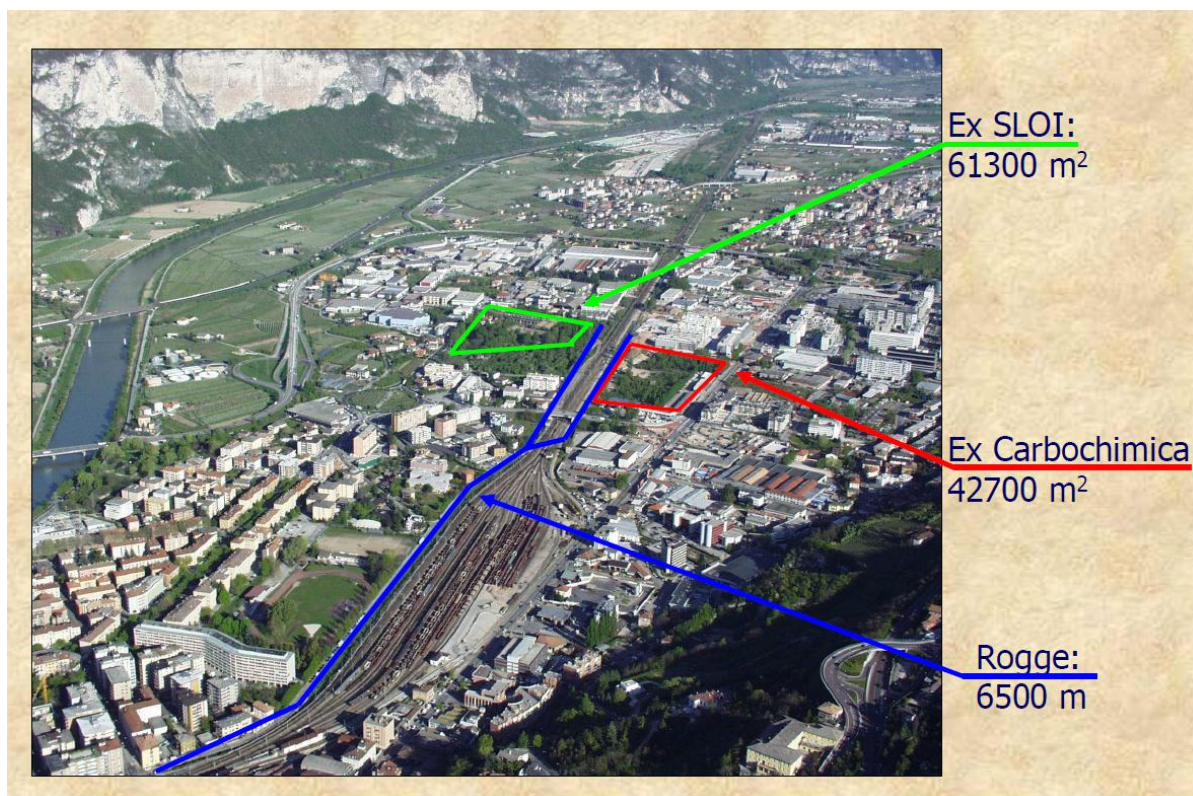 Ex SLOI:
61300 m²
Ex Carbochimica
42700 m²
Rogge:
6500 m